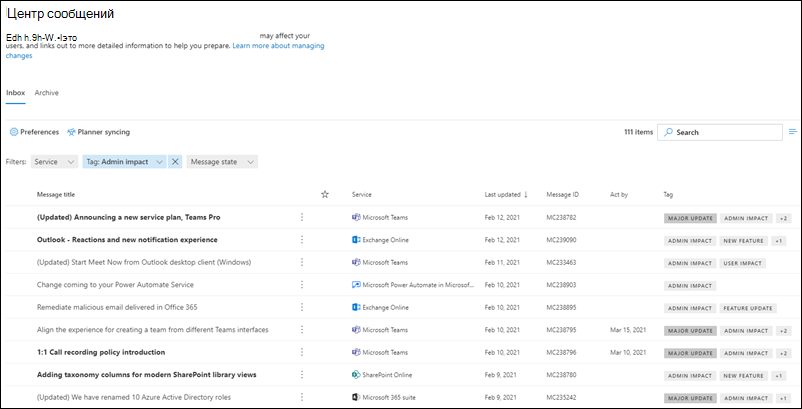 Центр сообщений
Edh h.9h-W.•Іэто may affect your
users, and links out to more detailed information to help you prepare. Learn more about managing
changes
Inbox Archive
Preferences Planner syncing 111 items Search
Filters: Service Tag: Admin impact Message state
Message title Service Last updated ↓ Message ID Act by Tag
(Updated) Announcing a new service plan, Teams Pro Microsoft Teams Feb 12, 2021 MC238782 MAJOR UPDATE ADMIN IMPACT +2
Outlook - Reactions and new notification experience Exchange Online Feb 12, 2021 MC239090 ADMIN IMPACT NEW FEATURE +1
(Updated) Start Meet Now from Outlook desktop client (Windows) Microsoft Teams Feb 11, 2021 MC233463 ADMIN IMPACT USER IMPACT
Change coming to your Power Automate Service Microsoft Power Automate in Microsof... Feb 10, 2021 MC238903 ADMIN IMPACT
Remediate malicious email delivered in Office 365 Exchange Online Feb 10, 2021 MC238895 ADMIN IMPACT FEATURE UPDATE
Align the experience for creating a team from different Teams interfaces Microsoft Teams Feb 10, 2021 MC238795 Mar 15, 2021 MAJOR UPDATE ADMIN IMPACT +2
1:1 Call recording policy introduction Microsoft Teams Feb 10, 2021 MC238796 Mar 10, 2021 MAJOR UPDATE ADMIN IMPACT +2
Adding taxonomy columns for modern SharePoint library views SharePoint Online Feb 9, 2021 MC238780 ADMIN IMPACT NEW FEATURE +1
(Updated) We have renamed 10 Azure Active Directory roles Microsoft 365 suite Feb 9, 2021 MC235242 MAJOR UPDATE ADMIN IMPACT +2